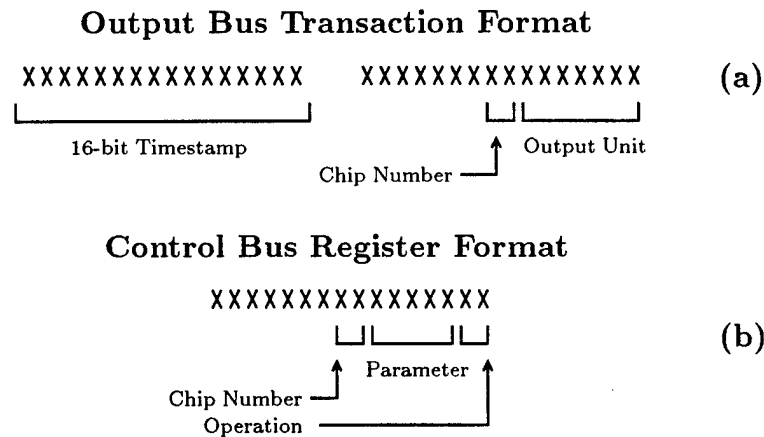 Output Bus Transaction Format
XXXXXXXXXXXXXXXX XXXXXXXXXXXXXXXX (a)
16-bit Timestamp Output Unit
Chip Number
Control Bus Register Format
XXXXXXXXXXXXXXXX
(b)
Parameter
Chip Number
Operation